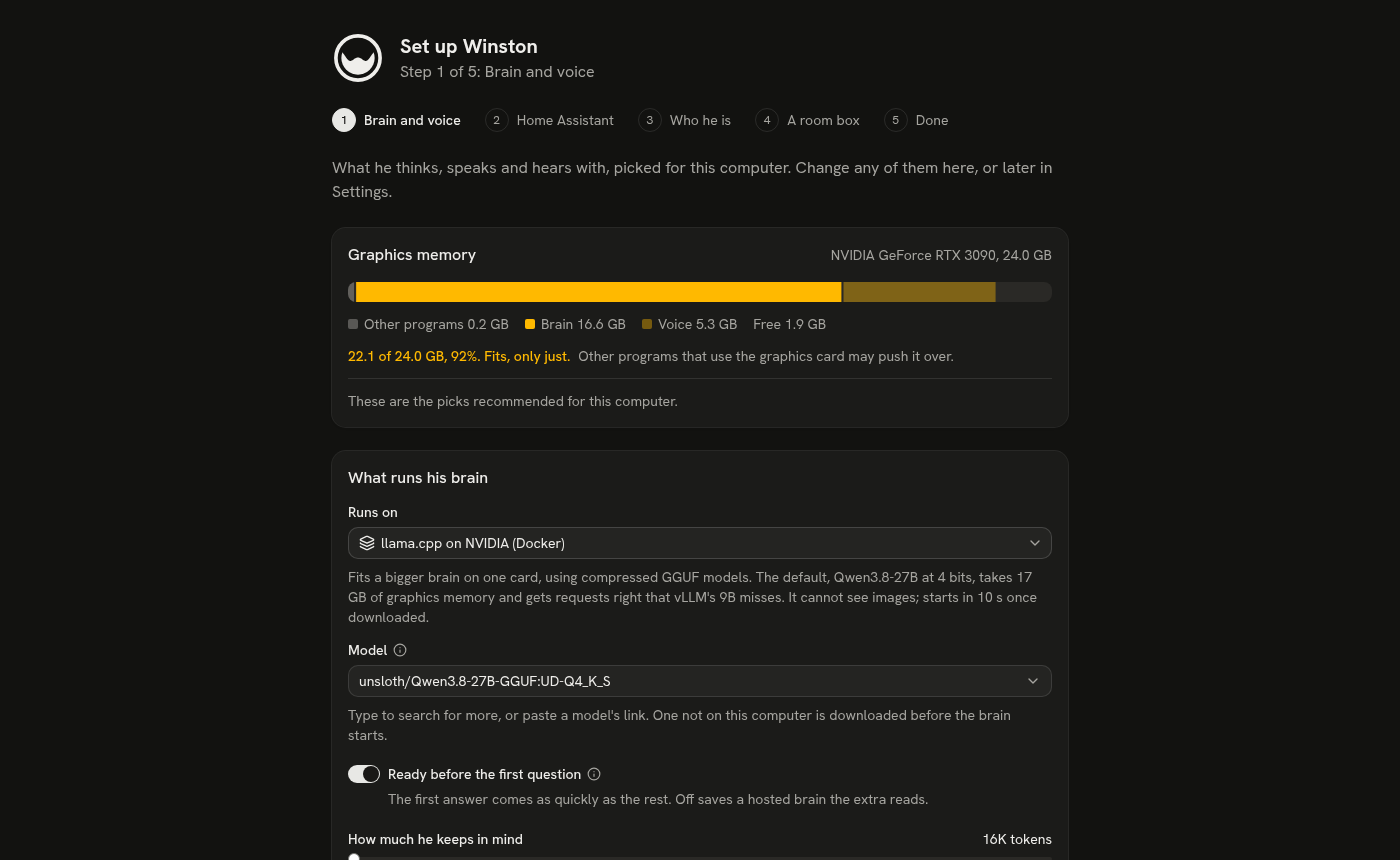 Set up Winston
Step 1 of 5: Brain and voice
1 Brain and voice 2 Home Assistant 3 Who he is 4 A room box 5 Done
What he thinks, speaks and hears with, picked for this computer. Change any of them here, or later in
Settings.
Graphics memory NVIDIA GeForce RTX 3090, 24.0 GB
Other programs 0.2 GB Brain 16.6 GB Voice 5.3 GB Free 1.9 GB
22.1 of 24.0 GB, 92%. Fits, only just. Other programs that use the graphics card may push it over.
These are the picks recommended for this computer.
What runs his brain
Runs on
llama.cpp on NVIDIA (Docker)
Fits a bigger brain on one card, using compressed GGUF models. The default, Qwen3.8-27B at 4 bits, takes 17
GB of graphics memory and gets requests right that vLLM's 9B misses. It cannot see images; starts in 10 s once
downloaded.
Model
unsloth/Qwen3.8-27B-GGUF:UD-Q4_K_S
Type to search for more, or paste a model's link. One not on this computer is downloaded before the brain
starts.
Ready before the first question
The first answer comes as quickly as the rest. Off saves a hosted brain the extra reads.
How much he keeps in mind 16K tokens